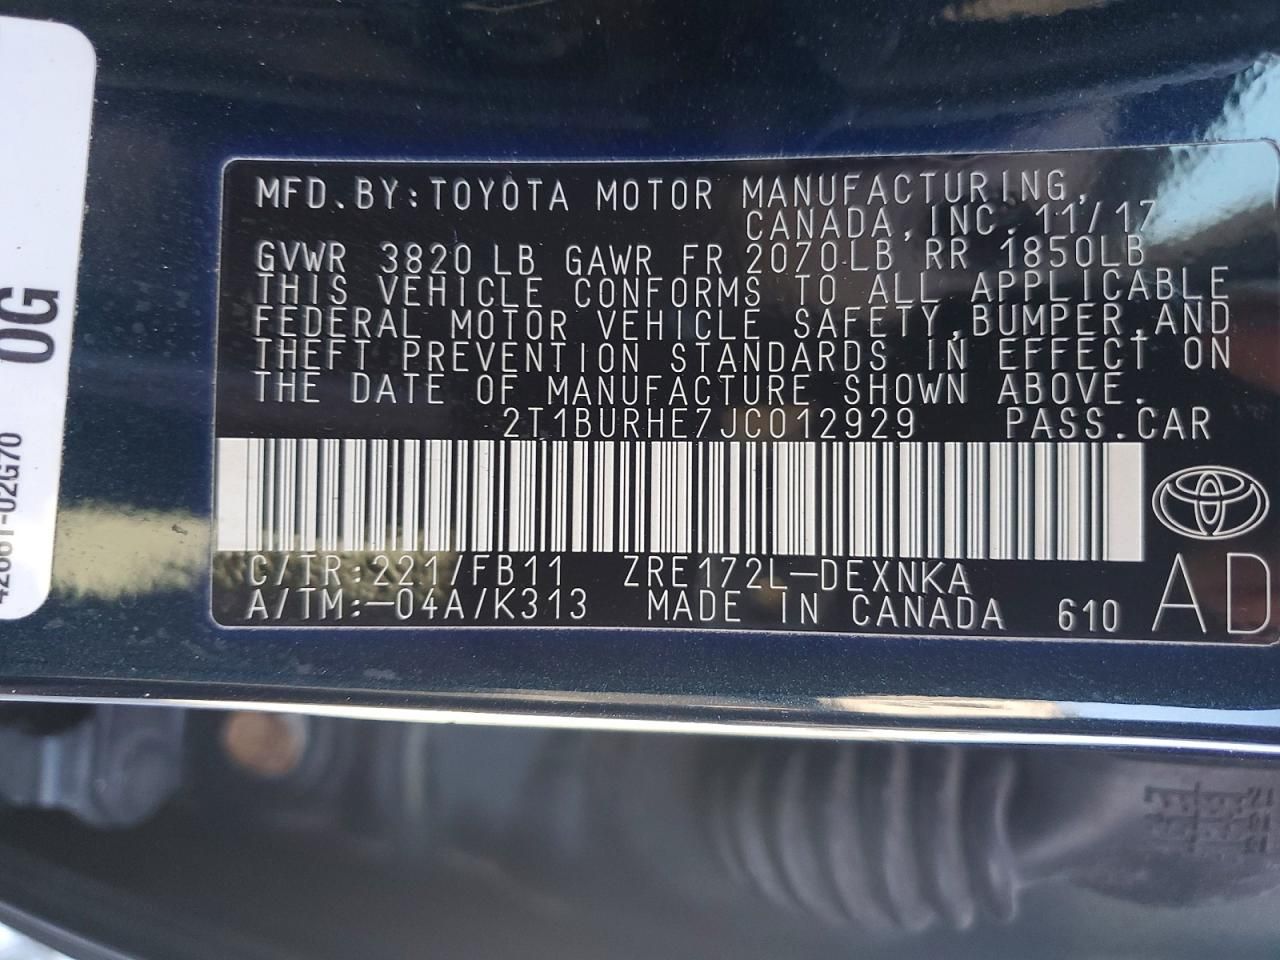 MFD.BY:TOYOTA MOTOR MANUFACTURING,
CANADA,INC. 11/17
GVWR 3820 LB GAWR FR 2070LB RR 1850LB
THIS VEHICLE CONFORMS TO ALL APPLICABLE
FEDERAL MOTOR VEHICLE SAFETY,BUMPER,AND
THEFT PREVENTION STANDARDS IN EFFECT ON
THE DATE OF MANUFACTURE SHOWN ABOVE.
2T1BURHE7JC012929 PASS.CAR
C/TR:221/FB11 ZRE172L-DEXNKA
A/TM:-04A/K313 MADE IN CANADA 610 AD
0G
42661-02G70